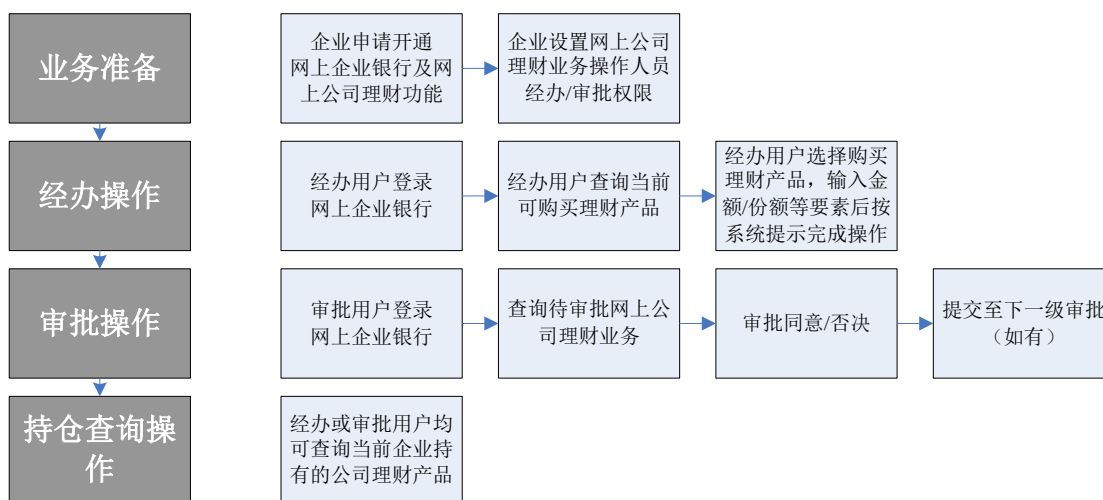 业务准备
企业申请开通
网上企业银行及网
上公司理财功能
企业设置网上公司
理财业务操作人员
经办/审批权限
经办操作
经办用户登录
网上企业银行
经办用户查询当前
可购买理财产品
经办用户选择购买
理财产品，输入金
额/份额等要素后按
系统提示完成操作
审批操作
审批用户登录
网上企业银行
查询待审批网上公
司理财业务
审批同意/否决
提交至下一级审批
（如有）
持仓查询操
作
经办或审批用户均
可查询当前企业持
有的公司理财产品